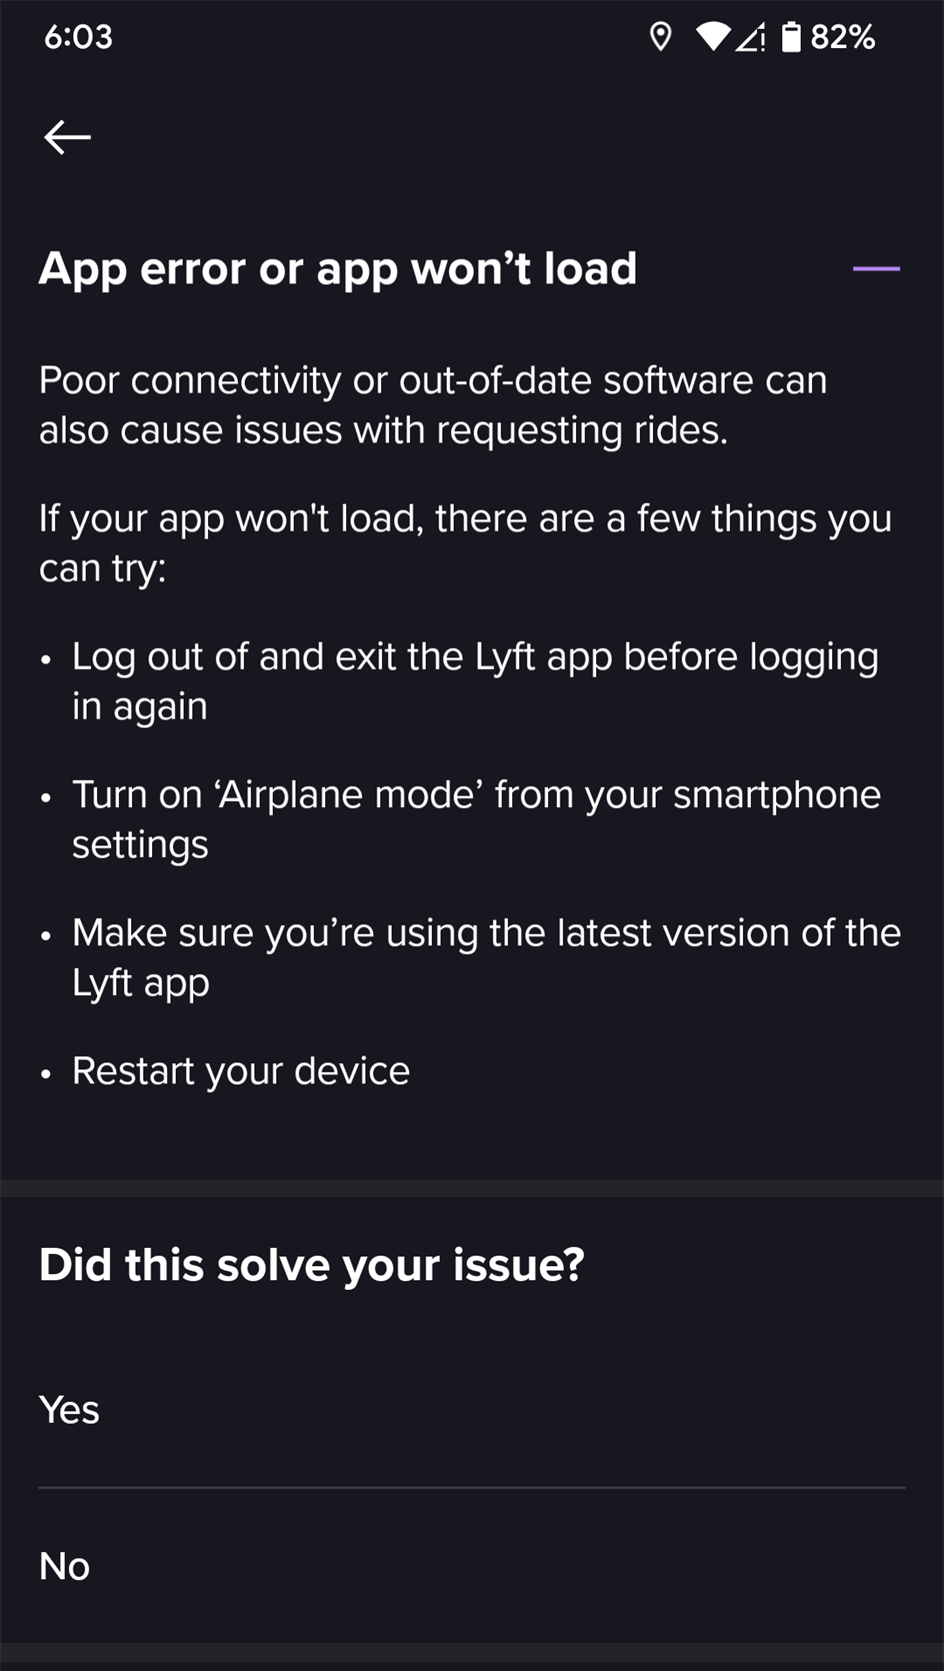 6:03
82%
App error or app won’t load
Poor connectivity or out-of-date software can
also cause issues with requesting rides.
If your app won't load, there are a few things you
can try:
• Log out of and exit the Lyft app before logging
in again
• Turn on ‘Airplane mode’ from your smartphone
settings
• Make sure you’re using the latest version of the
Lyft app
• Restart your device
Did this solve your issue?
Yes
No